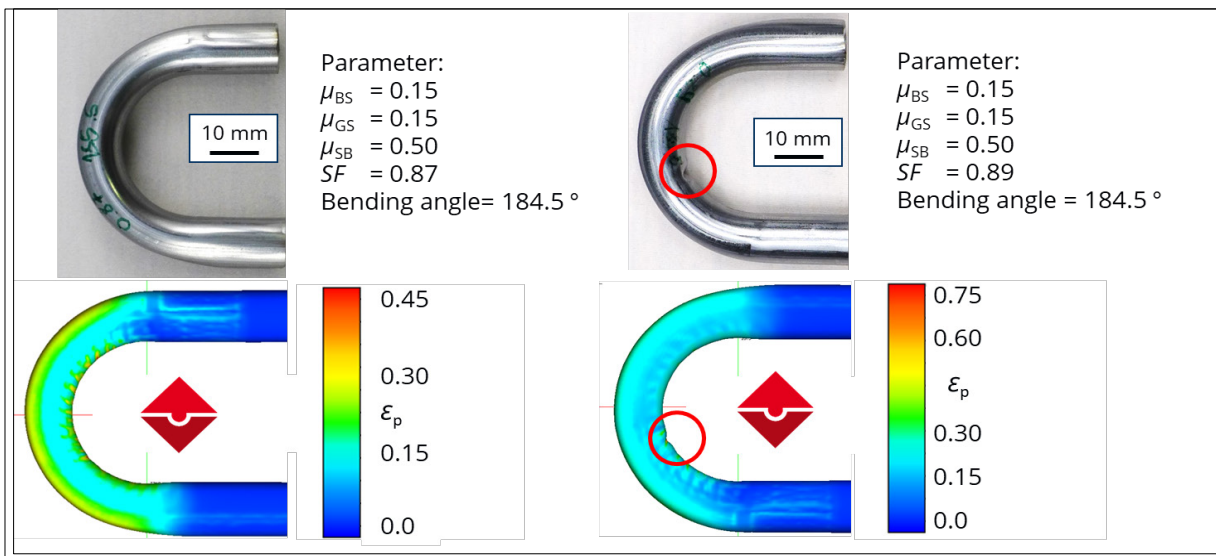 10 mm
Parameter:
μBS = 0.15
μGS = 0.15
μSB = 0.50
SF = 0.87
Bending angle= 184.5 °
10 mm
Parameter:
μBS = 0.15
μGS = 0.15
μSB = 0.50
SF = 0.89
Bending angle = 184.5 °
0.45
0.30
εp
0.15
0.0
0.75
0.60
εp
0.30
0.15
0.0